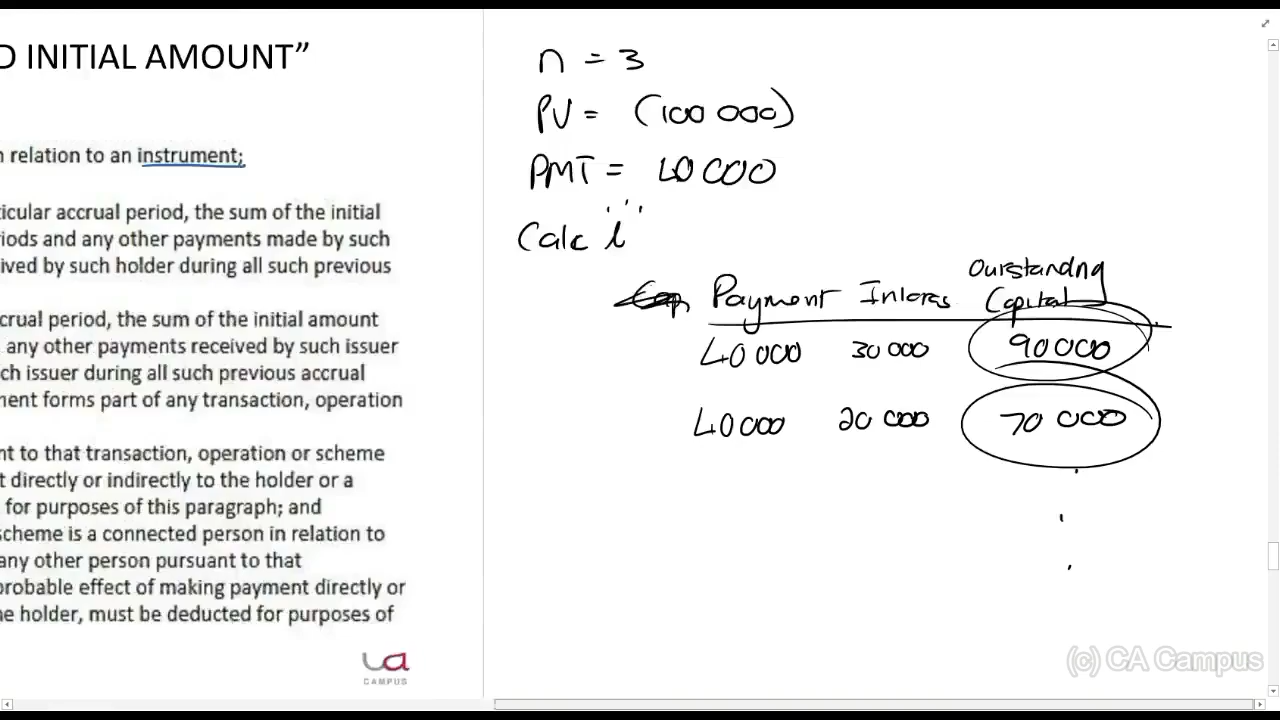 D INITIAL AMOUNT”
n relation to an instrument;
ticular accrual period, the sum of the initial
riods and any other payments made by such
eived by such holder during all such previous
crual period, the sum of the initial amount
any other payments received by such issuer
ch issuer during all such previous accrual
ment forms part of any transaction, operation
nt to that transaction, operation or scheme
t directly or indirectly to the holder or a
for purposes of this paragraph; and
scheme is a connected person in relation to
any other person pursuant to that
probable effect of making payment directly or
he holder, must be deducted for purposes of
ua
CAMPUS
n = 3
PV = (100 000)
PMT = 40 000
Calc i
Payment Interes Ourstandng
Capital
40 000 30 000 90 000
40 000 20 000 70 000
(c) CA Campus